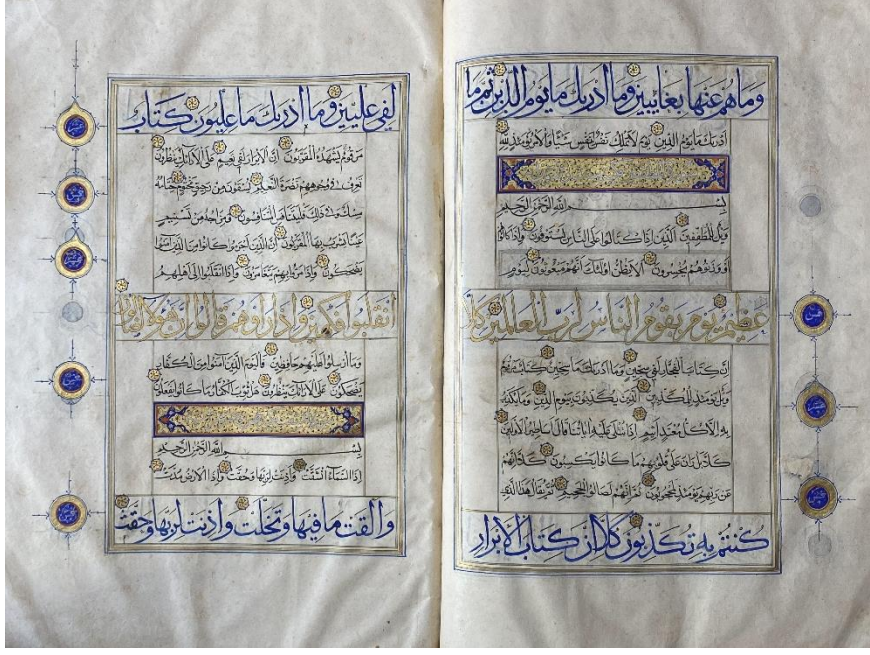 وما هم عنها بغايبين وما أدريك ما يوم الدين ثم ما
أدريك ما يوم الدين يوم لا تملك نفس لنفس شيئا والأمر يومئذ لله
بسم الله الرحمن الرحيم
ويل للمطففين الذين إذا اكتالوا على الناس يستوفون وإذا كالوهم
أو وزنوهم يخسرون ألا يظن أولئك أنهم مبعوثون ليوم
عظيم يوم يقوم الناس لرب العالمين كلا
إن كتاب الفجار لفي سجين وما أدريك ما سجين كتاب مرقوم
ويل يومئذ للمكذبين الذين يكذبون بيوم الدين وما يكذب
به إلا كل معتد أثيم إذا تتلى عليه آياتنا قال أساطير الأولين
كلا بل ران على قلوبهم ما كانوا يكسبون كلا إنهم
عن ربهم يومئذ لمحجوبون ثم إنهم لصالوا الجحيم ثم يقال هذا الذي
كنتم به تكذبون كلا إن كتاب الأبرار
لفي عليين وما أدريك ما عليون كتاب
مرقوم يشهده المقربون إن الأبرار لفي نعيم على الأرائك ينظرون
تعرف في وجوههم نضرة النعيم يسقون من رحيق مختوم ختامه
مسك وفي ذلك فليتنافس المتنافسون ومزاجه من تسنيم
عينا يشرب بها المقربون إن الذين أجرموا كانوا من الذين آمنوا
يضحكون وإذا مروا بهم يتغامزون وإذا انقلبوا إلى أهلهم
انقلبوا فكهين وإذا رأوهم قالوا إن هؤلاء لضالون
وما أرسلوا عليهم حافظين فاليوم الذين آمنوا من الكفار
يضحكون على الأرائك ينظرون هل ثوب الكفار ما كانوا يفعلون
بسم الله الرحمن الرحيم
إذا السماء انشقت وأذنت لربها وحقت وإذا الأرض مدت
وألقت ما فيها وتخلت وأذنت لربها وحقت